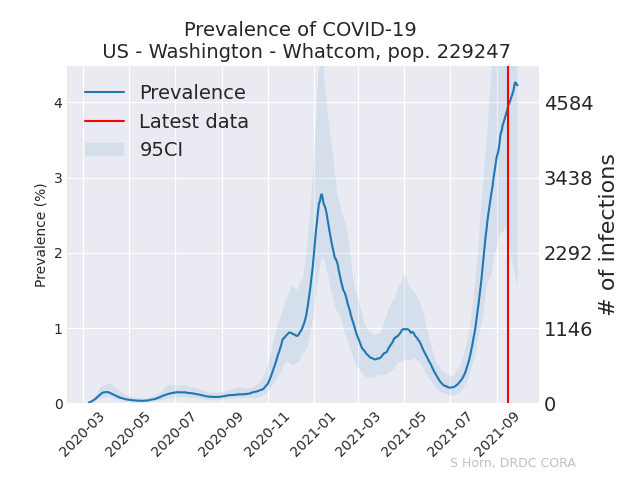 Prevalence of COVID-19
US - Washington - Whatcom, pop. 229247
Prevalence
Latest data
95CI
Prevalence (%)
4
3
2
1
0
4584
3438
2292
1146
0
# of infections
2020-03
2020-05
2020-07
2020-09
2020-11
2021-01
2021-03
2021-05
2021-07
2021-09
S Horn, DRDC CORA